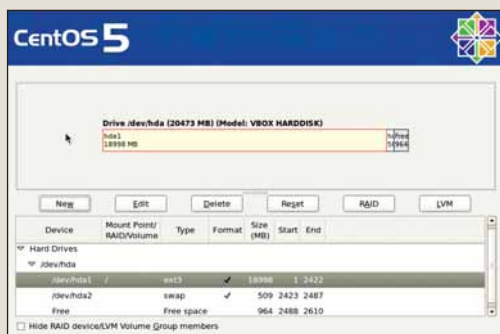 CentOS 5
Drive /dev/hda (20473 MB) (Model: VBOX HARDDISK)
hda1
18998 MB
Free
964
New Edit Delete Reset RAID LVM
Device Mount Point/ RAID/Volume Type Format Size (MB) Start End
Hard Drives
/dev/hda
/dev/hda1 / ext3 ✔ 18998 1 2422
/dev/hda2 swap ✔ 509 2423 2487
Free Free space 964 2488 2610
Hide RAID device/LVM Volume Group members